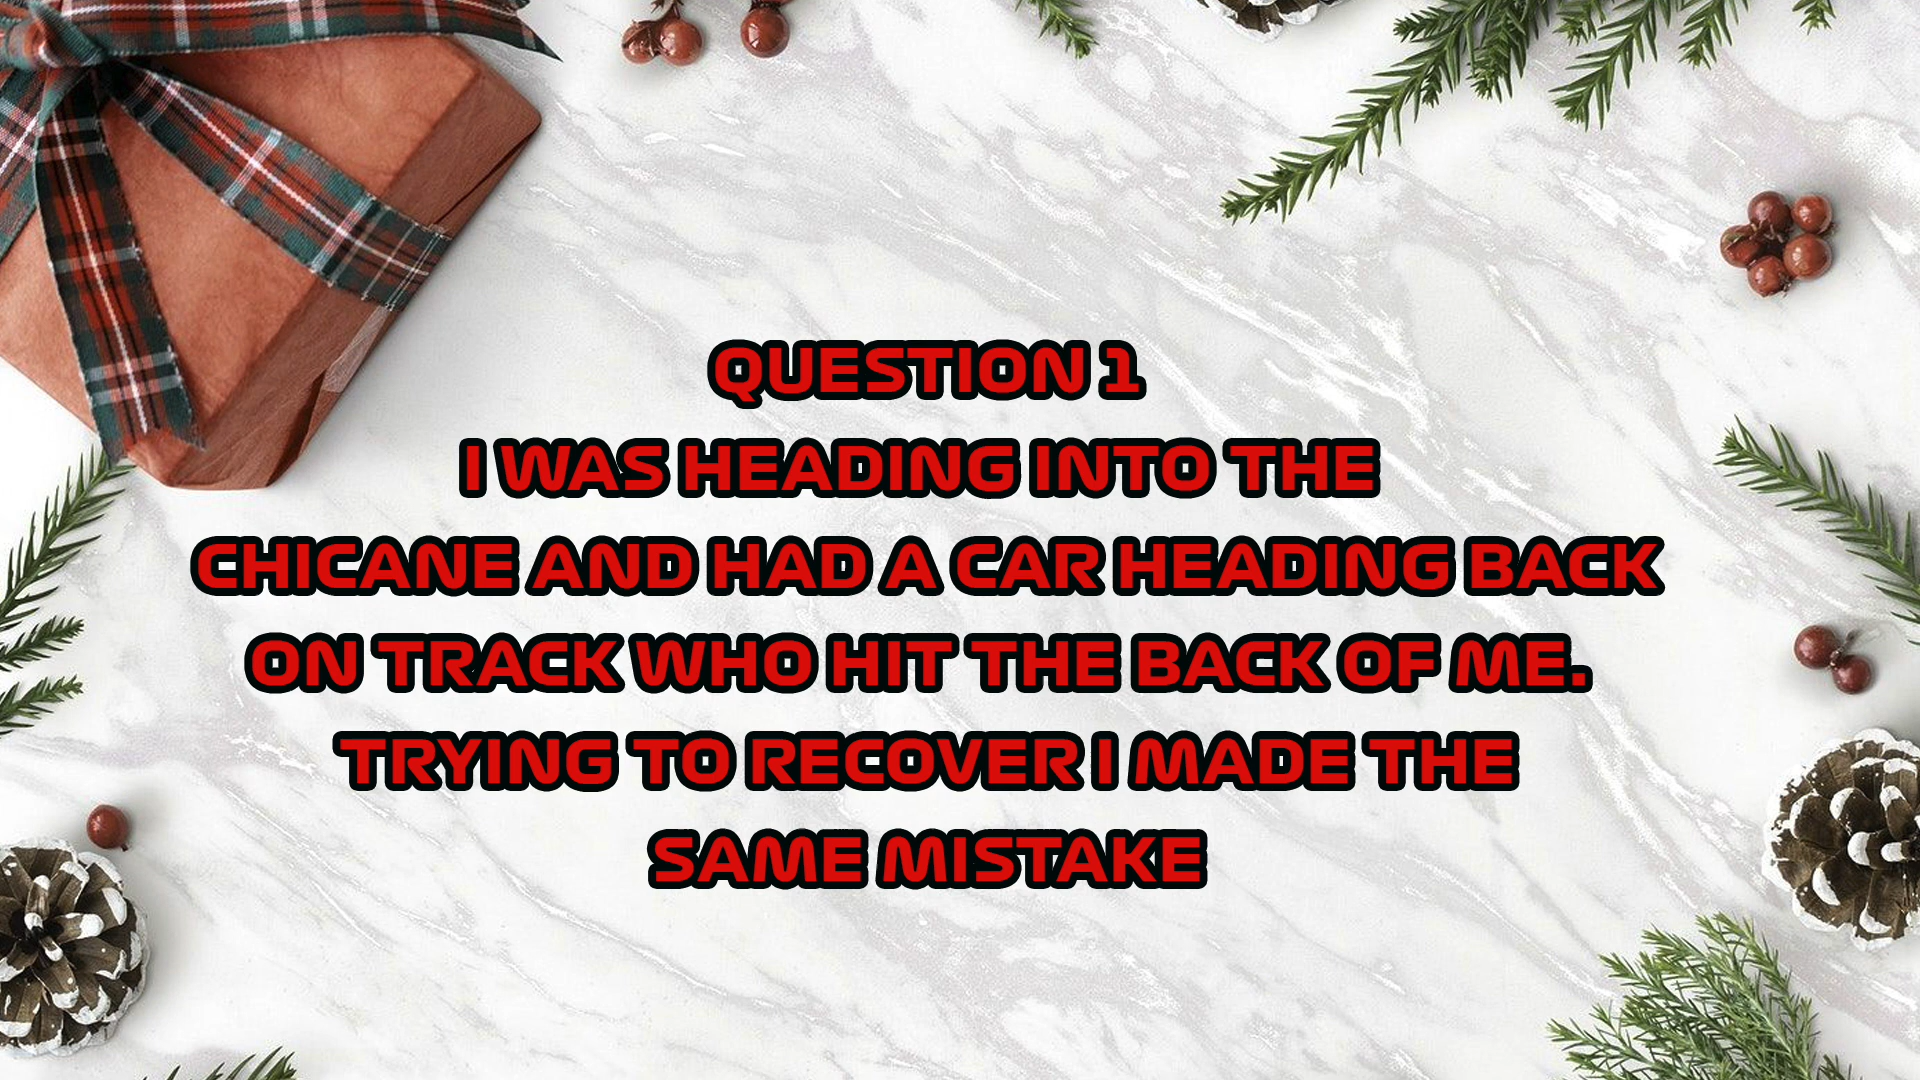 QUESTION 1
I WAS HEADING INTO THE
CHICANE AND HAD A CAR HEADING BACK
ON TRACK WHO HIT THE BACK OF ME.
TRYING TO RECOVER I MADE THE
SAME MISTAKE